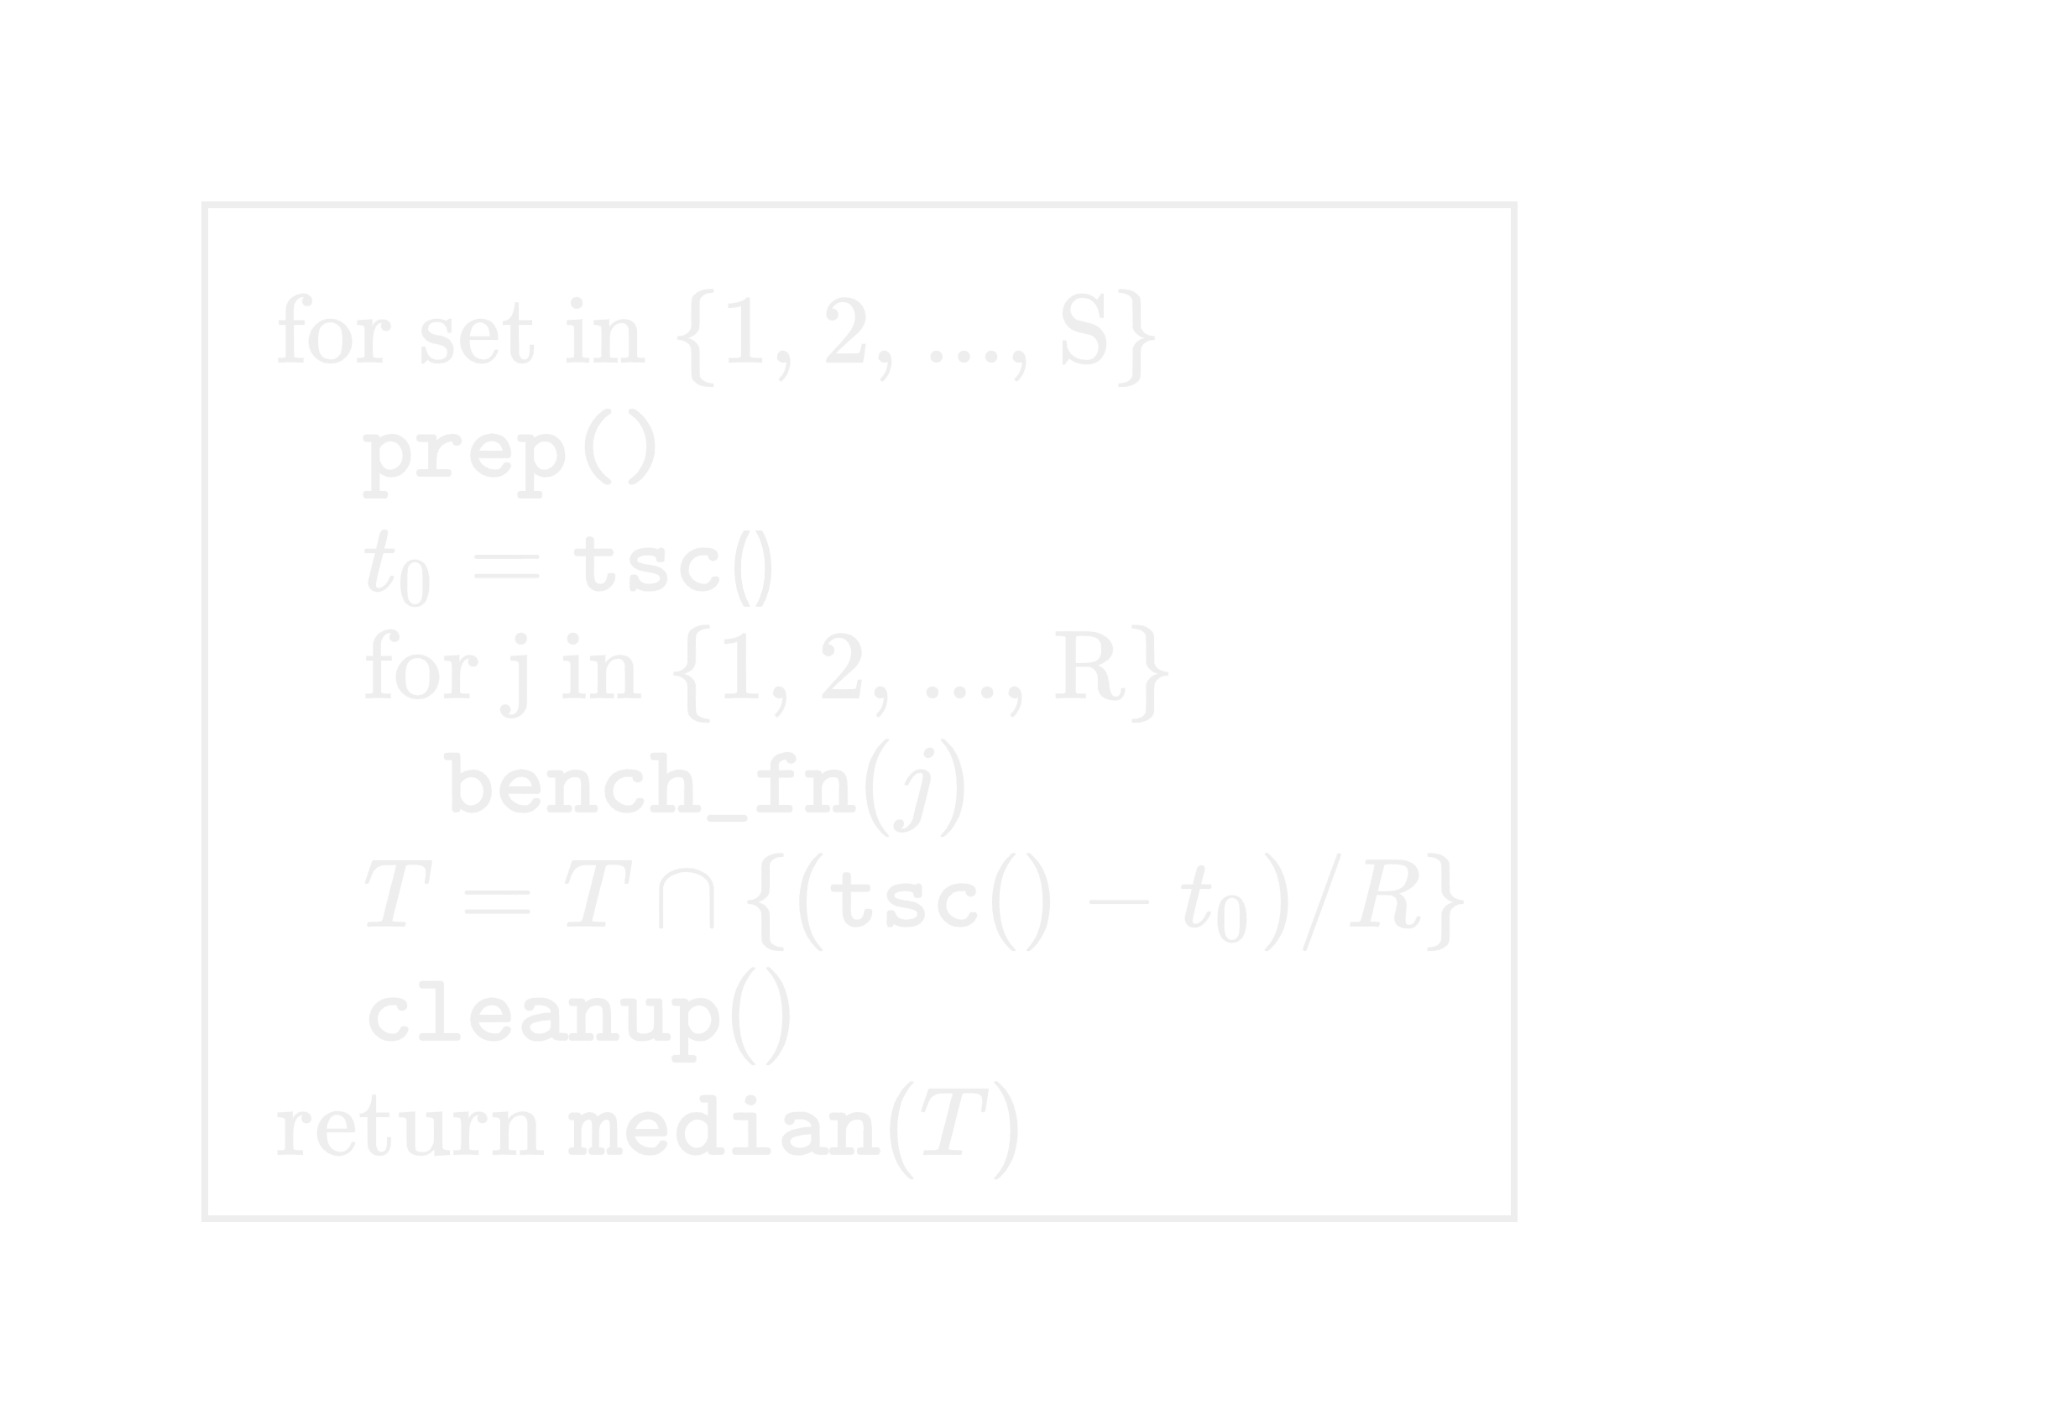 for set in {1, 2, ..., S}
prep()
t₀ = tsc()
for j in {1, 2, ..., R}
bench_fn(j)
T = T ∩ {(tsc() − t₀)/R}
cleanup()
return median(T)